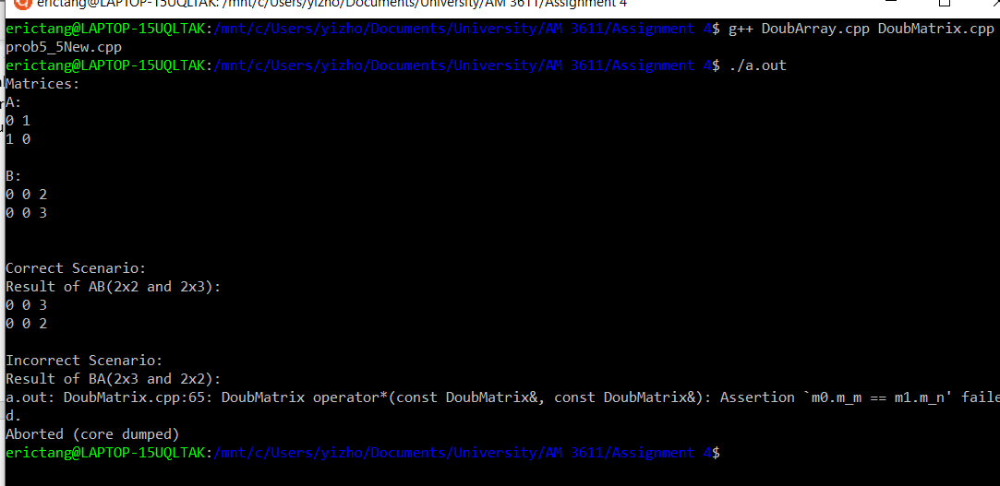 erictang@LAPTOP-15UQLTAK: /mnt/c/Users/yizho/Documents/University/AM 3611/Assignment 4
erictang@LAPTOP-15UQLTAK:/mnt/c/Users/yizho/Documents/University/AM 3611/Assignment 4$ g++ DoubArray.cpp DoubMatrix.cpp
prob5_5New.cpp
erictang@LAPTOP-15UQLTAK:/mnt/c/Users/yizho/Documents/University/AM 3611/Assignment 4$ ./a.out
Matrices:
A:
0 1
1 0
B:
0 0 2
0 0 3
Correct Scenario:
Result of AB(2x2 and 2x3):
0 0 3
0 0 2
Incorrect Scenario:
Result of BA(2x3 and 2x2):
a.out: DoubMatrix.cpp:65: DoubMatrix operator*(const DoubMatrix&, const DoubMatrix&): Assertion `m0.m_m == m1.m_n' faile
d.
Aborted (core dumped)
erictang@LAPTOP-15UQLTAK:/mnt/c/Users/yizho/Documents/University/AM 3611/Assignment 4$